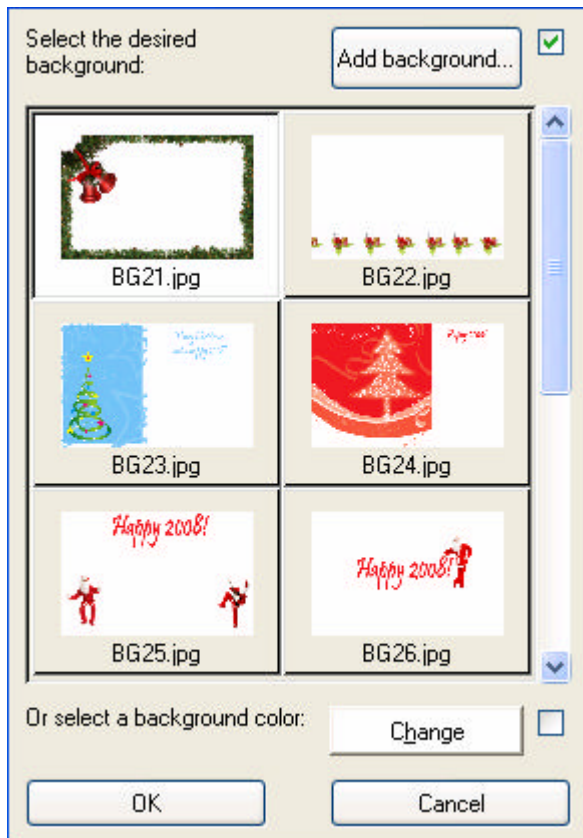 Select the desired
background:
Add background...
BG21.jpg
BG22.jpg
BG23.jpg
BG24.jpg
Happy 2008!
Happy 2008!
BG25.jpg
BG26.jpg
Or select a background color:
Change
OK
Cancel